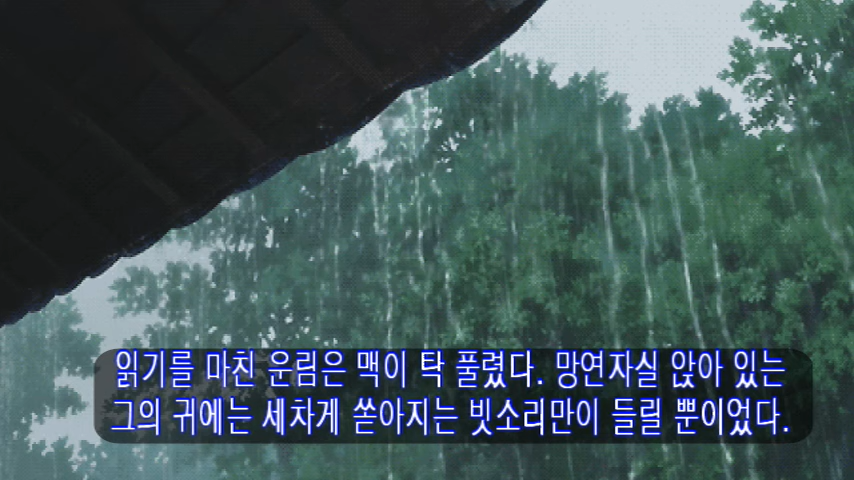 읽기를 마친 운림은 맥이 탁 풀렸다. 망연자실 앉아 있는
그의 귀에는 세차게 쏟아지는 빗소리만이 들릴 뿐이었다.